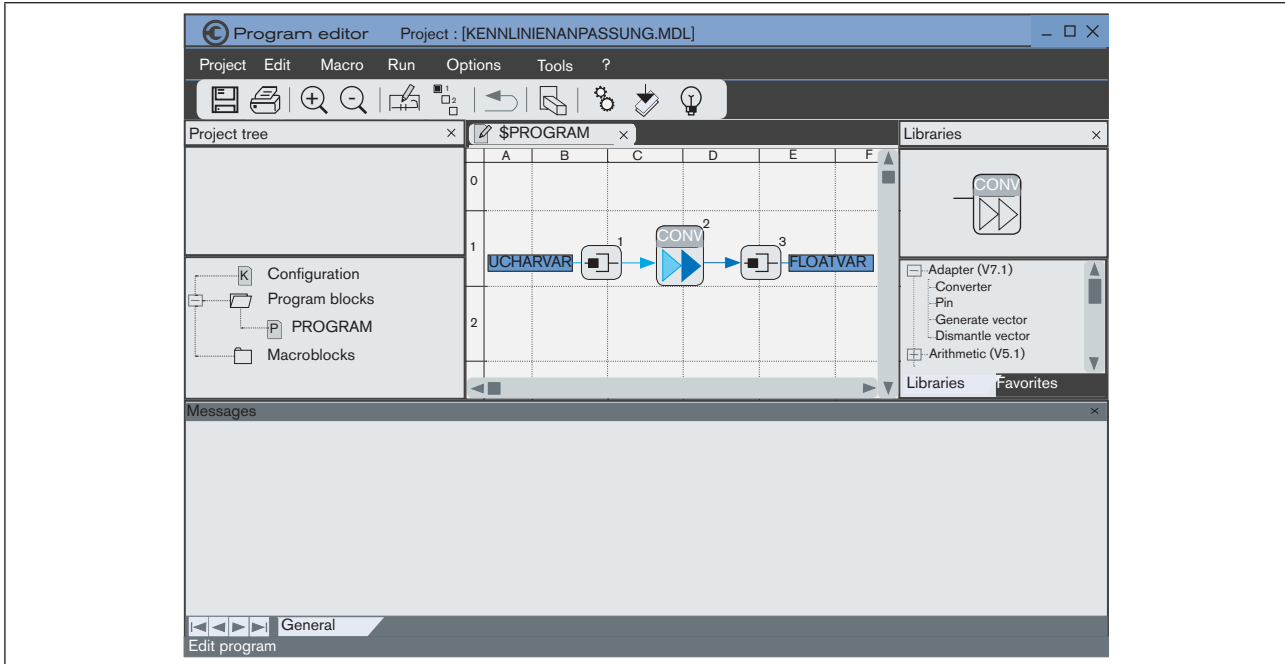 Program editor Project : [KENNLINIENANPASSUNG.MDL]
Project Edit Macro Run Options Tools ?
1
2
Project tree
$PROGRAM
Libraries
A B C D E F
0
CONV
1
UCHARVAR
1
CONV
2
3
FLOATVAR
2
K Configuration
Program blocks
P PROGRAM
Macroblocks
Adapter (V7.1)
Converter
Pin
Generate vector
Dismantle vector
Arithmetic (V5.1)
Libraries Favorites
Messages
General
Edit program